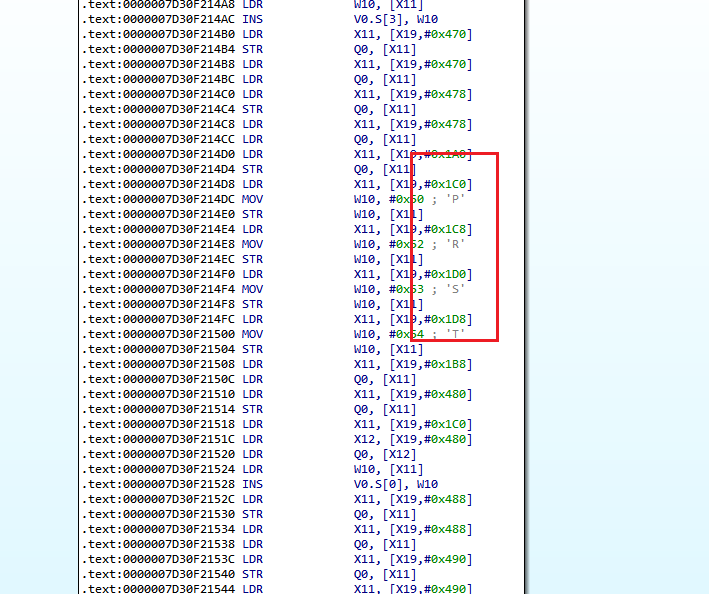 .text:0000007D30F214A8 LDR W10, [X11]
.text:0000007D30F214AC INS V0.S[3], W10
.text:0000007D30F214B0 LDR X11, [X19,#0x470]
.text:0000007D30F214B4 STR Q0, [X11]
.text:0000007D30F214B8 LDR X11, [X19,#0x470]
.text:0000007D30F214BC LDR Q0, [X11]
.text:0000007D30F214C0 LDR X11, [X19,#0x478]
.text:0000007D30F214C4 STR Q0, [X11]
.text:0000007D30F214C8 LDR X11, [X19,#0x478]
.text:0000007D30F214CC LDR Q0, [X11]
.text:0000007D30F214D0 LDR X11, [X19,#0x1A8]
.text:0000007D30F214D4 STR Q0, [X11]
.text:0000007D30F214D8 LDR X11, [X19,#0x1C0]
.text:0000007D30F214DC MOV W10, #0x50 ; 'P'
.text:0000007D30F214E0 STR W10, [X11]
.text:0000007D30F214E4 LDR X11, [X19,#0x1C8]
.text:0000007D30F214E8 MOV W10, #0x52 ; 'R'
.text:0000007D30F214EC STR W10, [X11]
.text:0000007D30F214F0 LDR X11, [X19,#0x1D0]
.text:0000007D30F214F4 MOV W10, #0x53 ; 'S'
.text:0000007D30F214F8 STR W10, [X11]
.text:0000007D30F214FC LDR X11, [X19,#0x1D8]
.text:0000007D30F21500 MOV W10, #0x54 ; 'T'
.text:0000007D30F21504 STR W10, [X11]
.text:0000007D30F21508 LDR X11, [X19,#0x1B8]
.text:0000007D30F2150C LDR Q0, [X11]
.text:0000007D30F21510 LDR X11, [X19,#0x480]
.text:0000007D30F21514 STR Q0, [X11]
.text:0000007D30F21518 LDR X11, [X19,#0x1C0]
.text:0000007D30F2151C LDR X12, [X19,#0x480]
.text:0000007D30F21520 LDR Q0, [X12]
.text:0000007D30F21524 LDR W10, [X11]
.text:0000007D30F21528 INS V0.S[0], W10
.text:0000007D30F2152C LDR X11, [X19,#0x488]
.text:0000007D30F21530 STR Q0, [X11]
.text:0000007D30F21534 LDR X11, [X19,#0x488]
.text:0000007D30F21538 LDR Q0, [X11]
.text:0000007D30F2153C LDR X11, [X19,#0x490]
.text:0000007D30F21540 STR Q0, [X11]
.text:0000007D30F21544 LDR X11, [X19,#0x490]